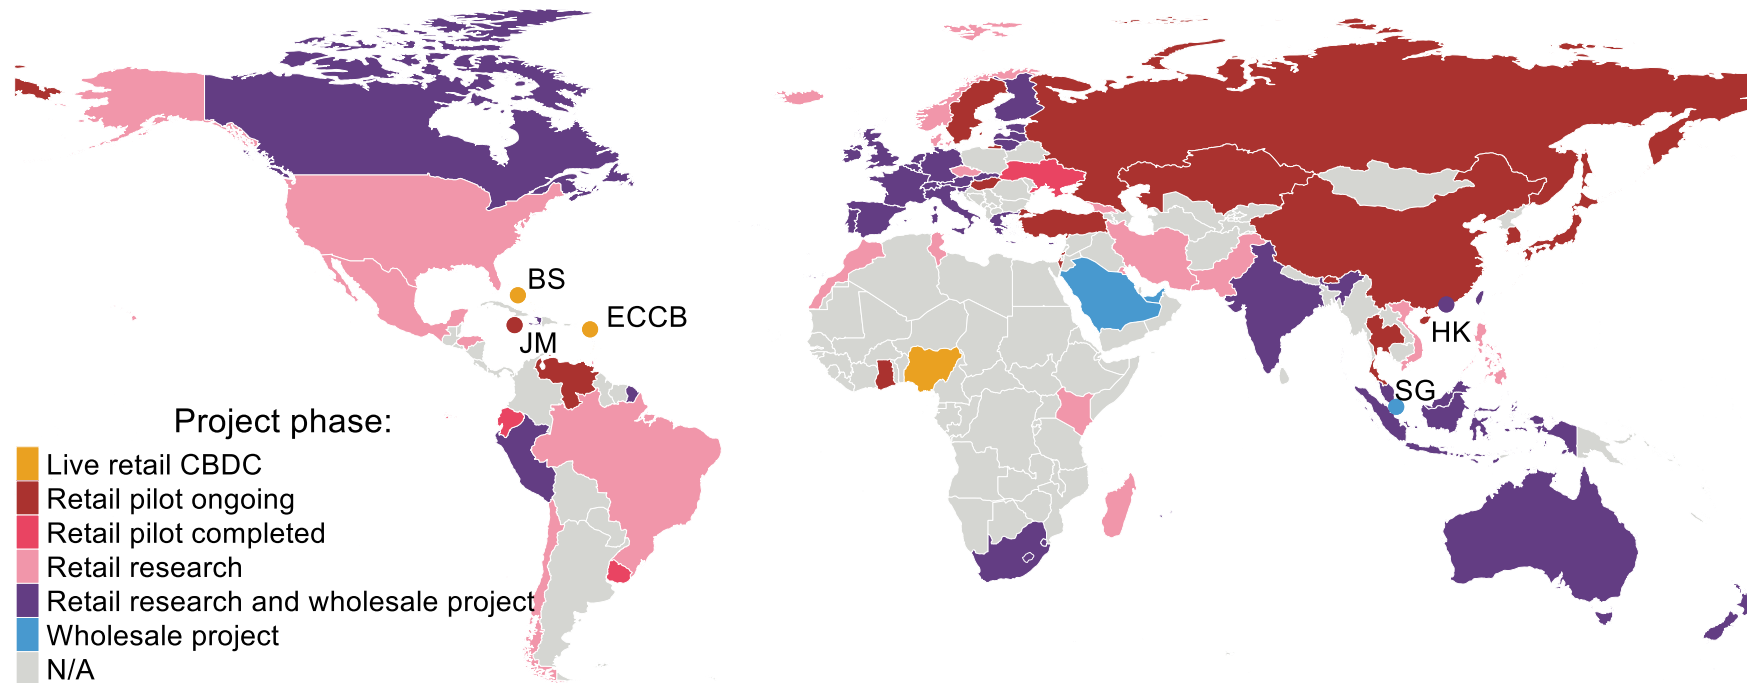 BS
ECCB
JM
HK
SG
Project phase:
Live retail CBDC
Retail pilot ongoing
Retail pilot completed
Retail research
Retail research and wholesale project
Wholesale project
N/A